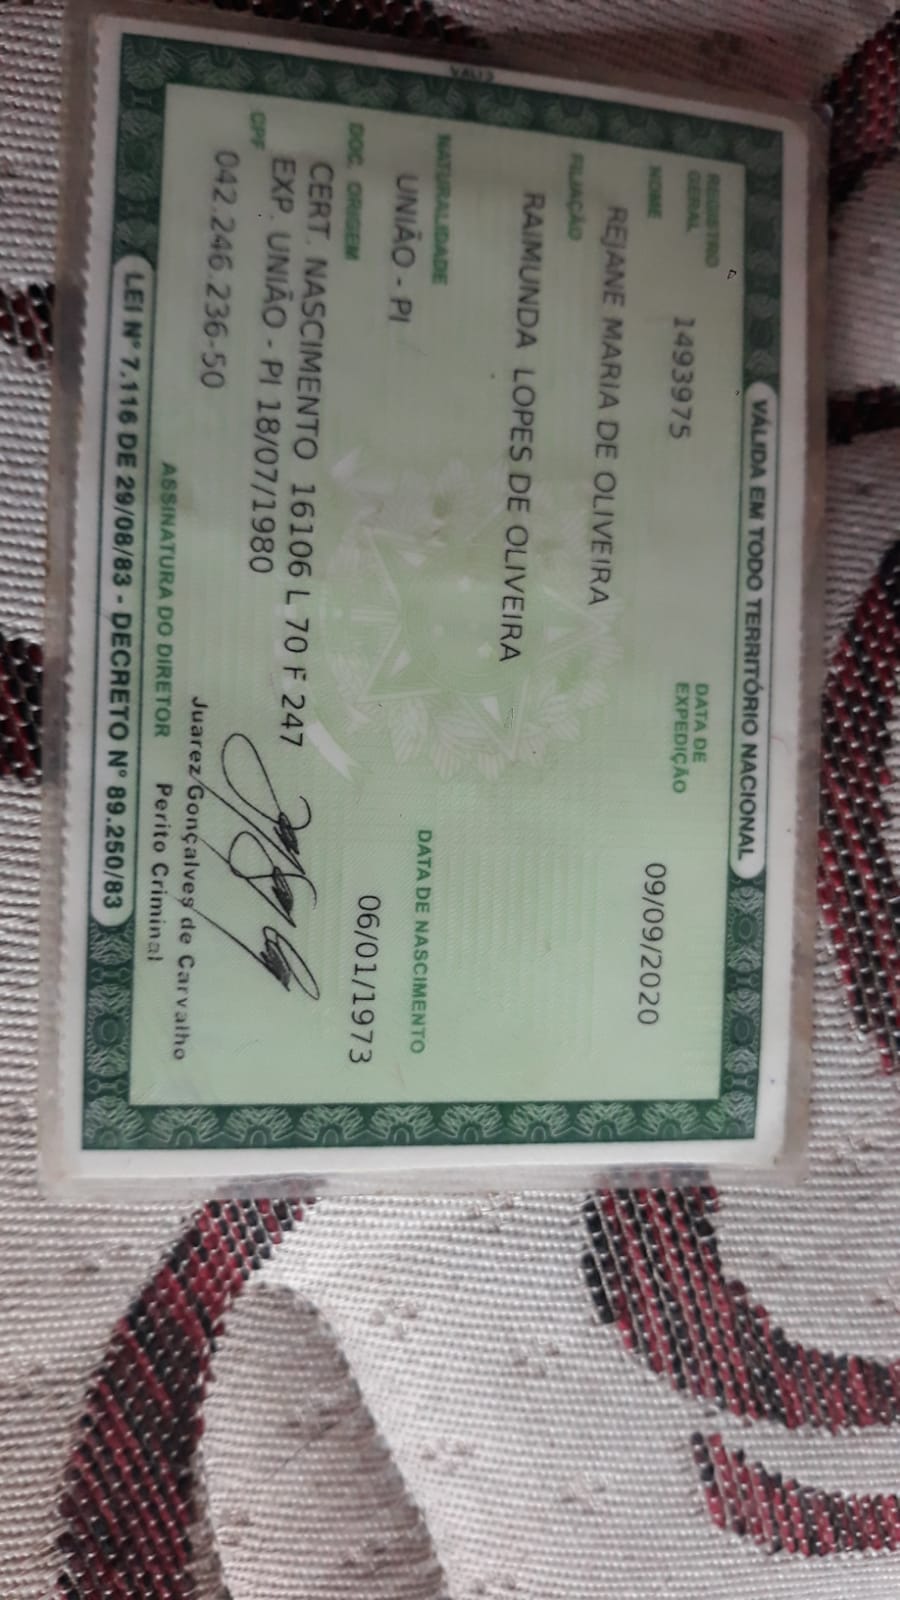 VÁLIDA EM TODO TERRITÓRIO NACIONAL
REGISTRO GERAL 1493975 DATA DE EXPEDIÇÃO 09/09/2020
NOME
REJANE MARIA DE OLIVEIRA
FILIAÇÃO
RAIMUNDA LOPES DE OLIVEIRA
NATURALIDADE DATA DE NASCIMENTO
UNIÃO - PI 06/01/1973
DOC. ORIGEM
CERT. NASCIMENTO 16106 L 70 F 247
EXP. UNIÃO - PI 18/07/1980
CPF
042.246.236-50
Juarez Gonçalves de Carvalho
ASSINATURA DO DIRETOR Perito Criminal
LEI Nº 7.116 DE 29/08/83 - DECRETO Nº 89.250/83